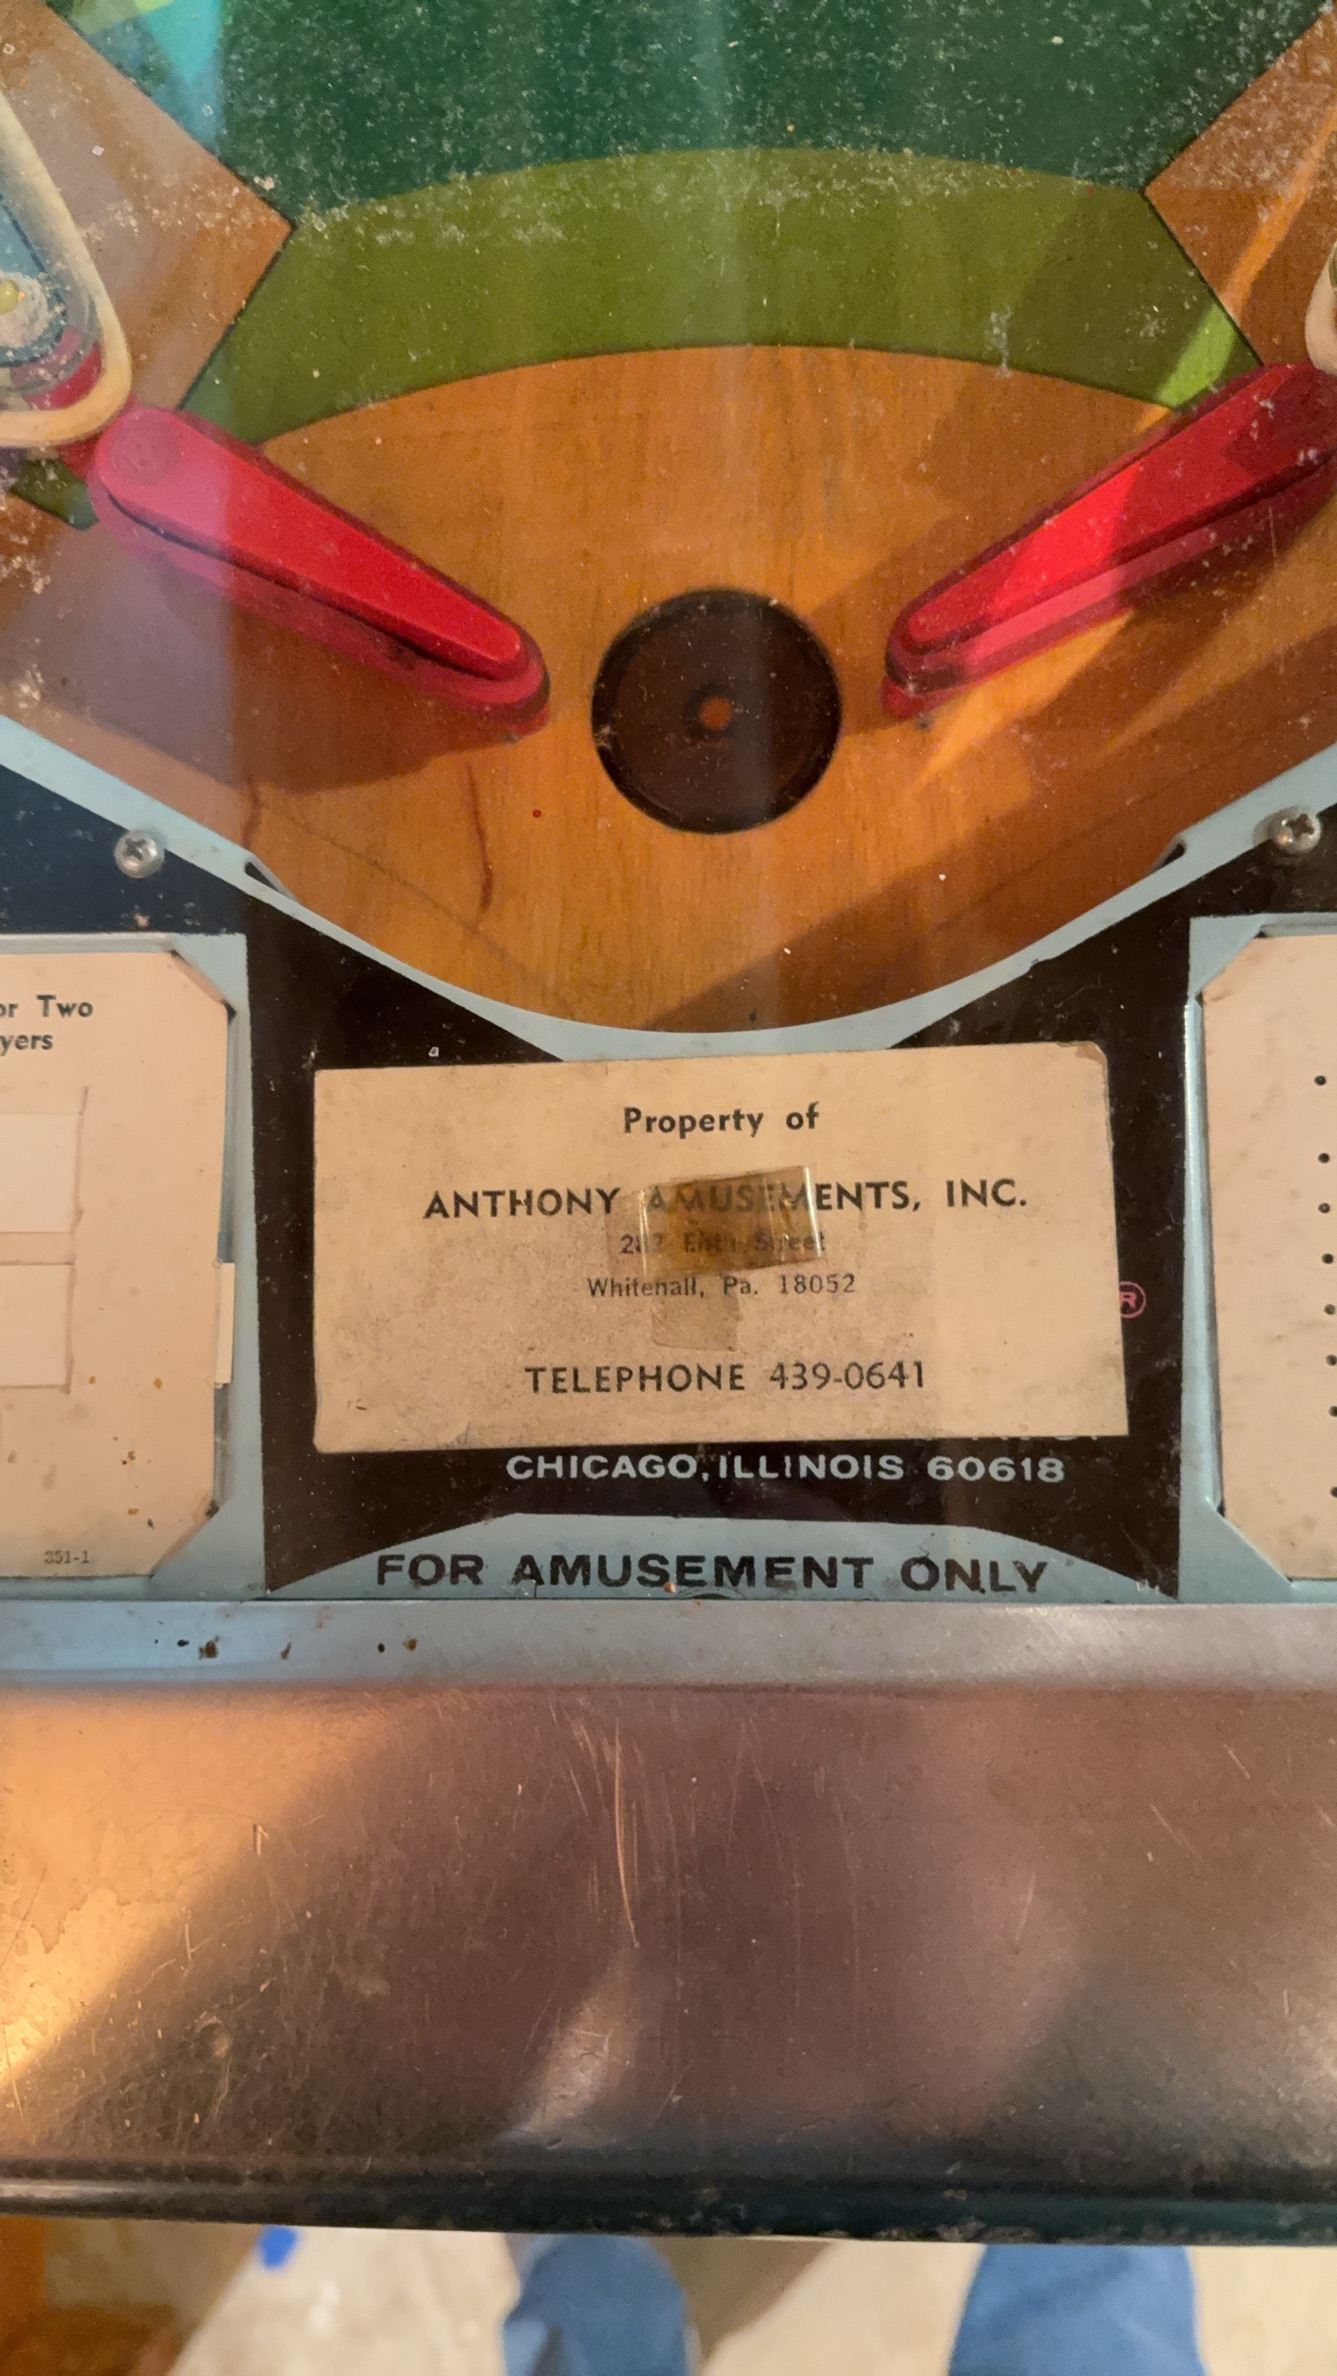 or Two
yers
351-1
Property of
ANTHONY AMUSEMENTS, INC.
Street
Whitehall, Pa. 18052
TELEPHONE 439-0641
®
CHICAGO, ILLINOIS 60618
FOR AMUSEMENT ONLY